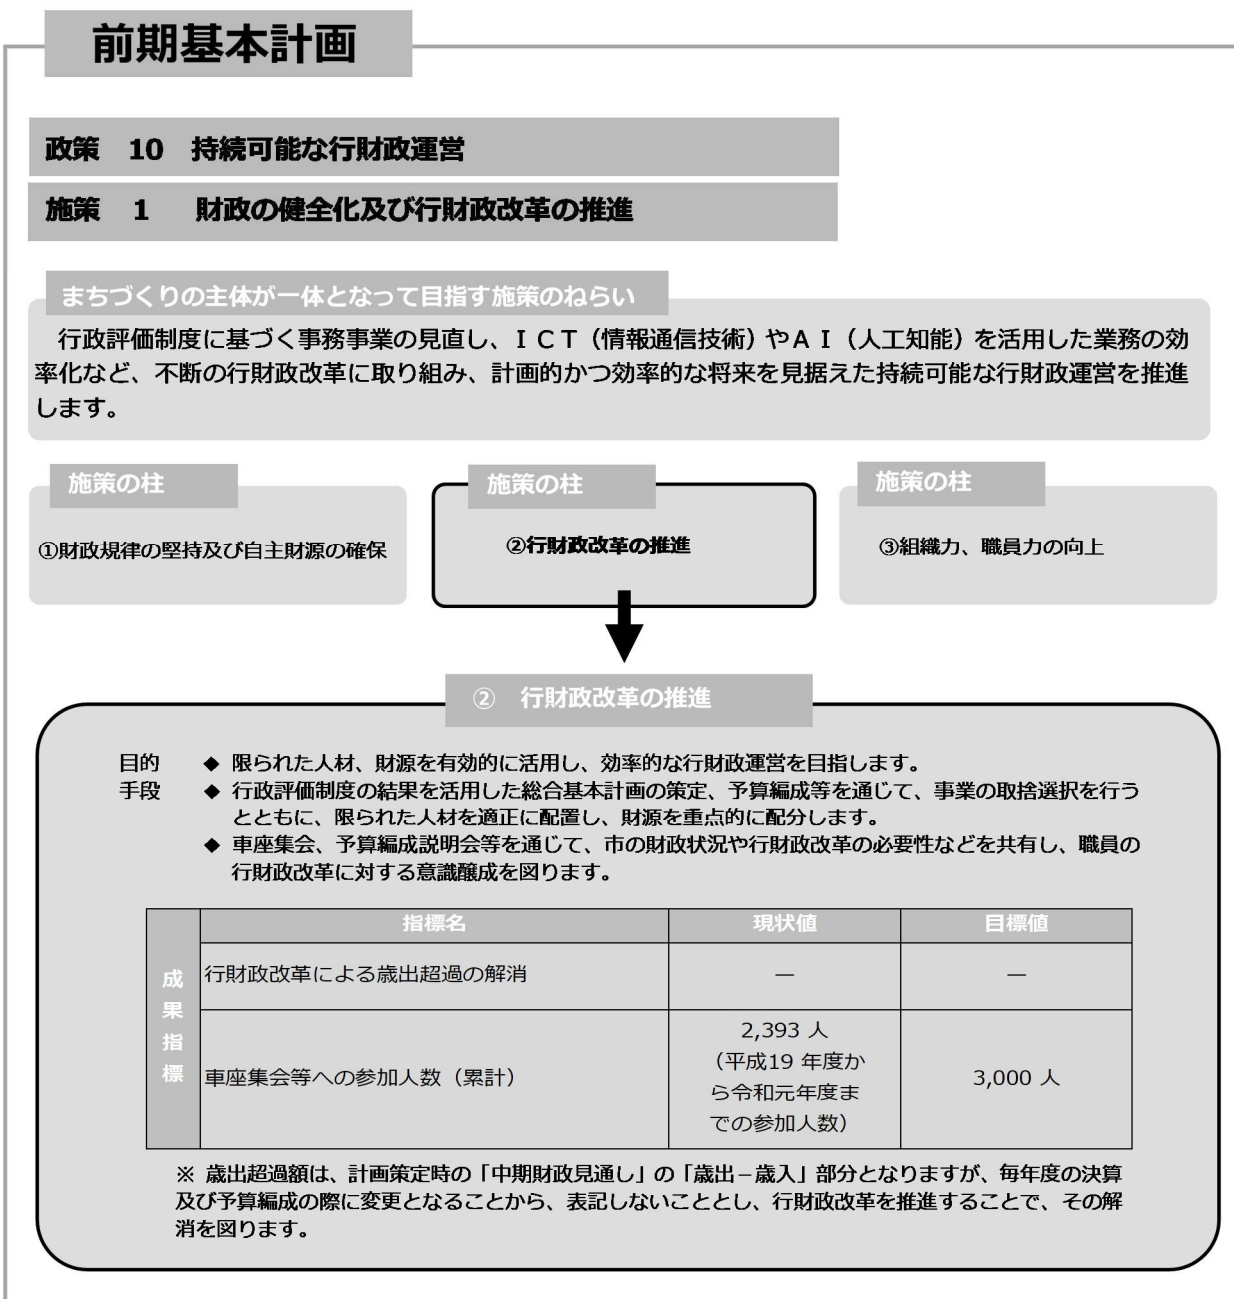 前期基本計画
政策　10　持続可能な行財政運営
施策　1　財政の健全化及び行財政改革の推進
まちづくりの主体が一体となって目指す施策のねらい
行政評価制度に基づく事務事業の見直し、ＩＣＴ（情報通信技術）やＡＩ（人工知能）を活用した業務の効
率化など、不断の行財政改革に取り組み、計画的かつ効率的な将来を見据えた持続可能な行財政運営を推進
します。
施策の柱
①財政規律の堅持及び自主財源の確保
施策の柱
②行財政改革の推進
施策の柱
③組織力、職員力の向上
②　行財政改革の推進
目的　◆ 限られた人材、財源を有効的に活用し、効率的な行財政運営を目指します。
手段　◆ 行政評価制度の結果を活用した総合基本計画の策定、予算編成等を通じて、事業の取捨選択を行う
とともに、限られた人材を適正に配置し、財源を重点的に配分します。
◆ 車座集会、予算編成説明会等を通じて、市の財政状況や行財政改革の必要性などを共有し、職員の
行財政改革に対する意識醸成を図ります。
成果指標
指標名　現状値　目標値
行財政改革による歳出超過の解消　―　―
車座集会等への参加人数（累計）
2,393 人
（平成19 年度か
ら令和元年度ま
での参加人数）
3,000 人
※ 歳出超過額は、計画策定時の「中期財政見通し」の「歳出－歳入」部分となりますが、毎年度の決算
及び予算編成の際に変更となることから、表記しないこととし、行財政改革を推進することで、その解
消を図ります。